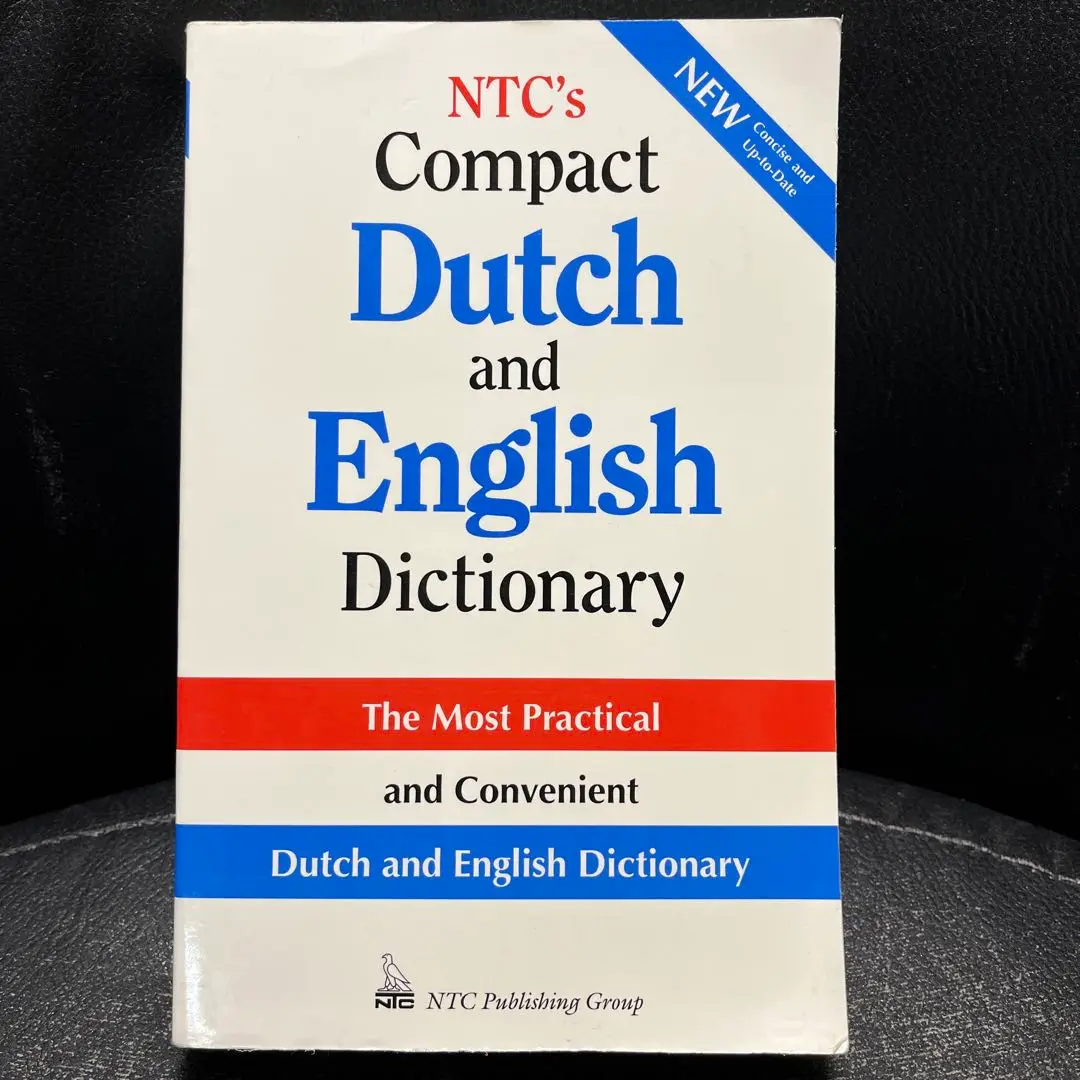 NTC's
Compact
Dutch
and
English
Dictionary
NEW
Concise and
Up-to-Date
The Most Practical
and Convenient
Dutch and English Dictionary
NTC
NTC Publishing Group